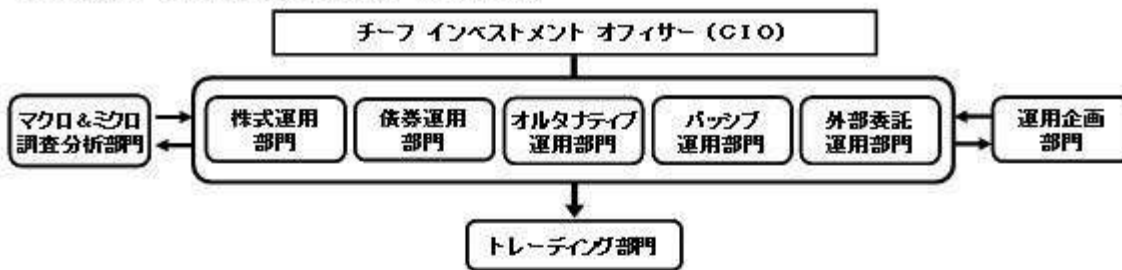 チーフ インベストメント オフィサー (CIO)
マクロ&ミクロ
調査分析部門
株式運用
部門
債券運用
部門
オルタナティブ
運用部門
パッシブ
運用部門
外部委託
運用部門
運用企画
部門
トレーディング部門